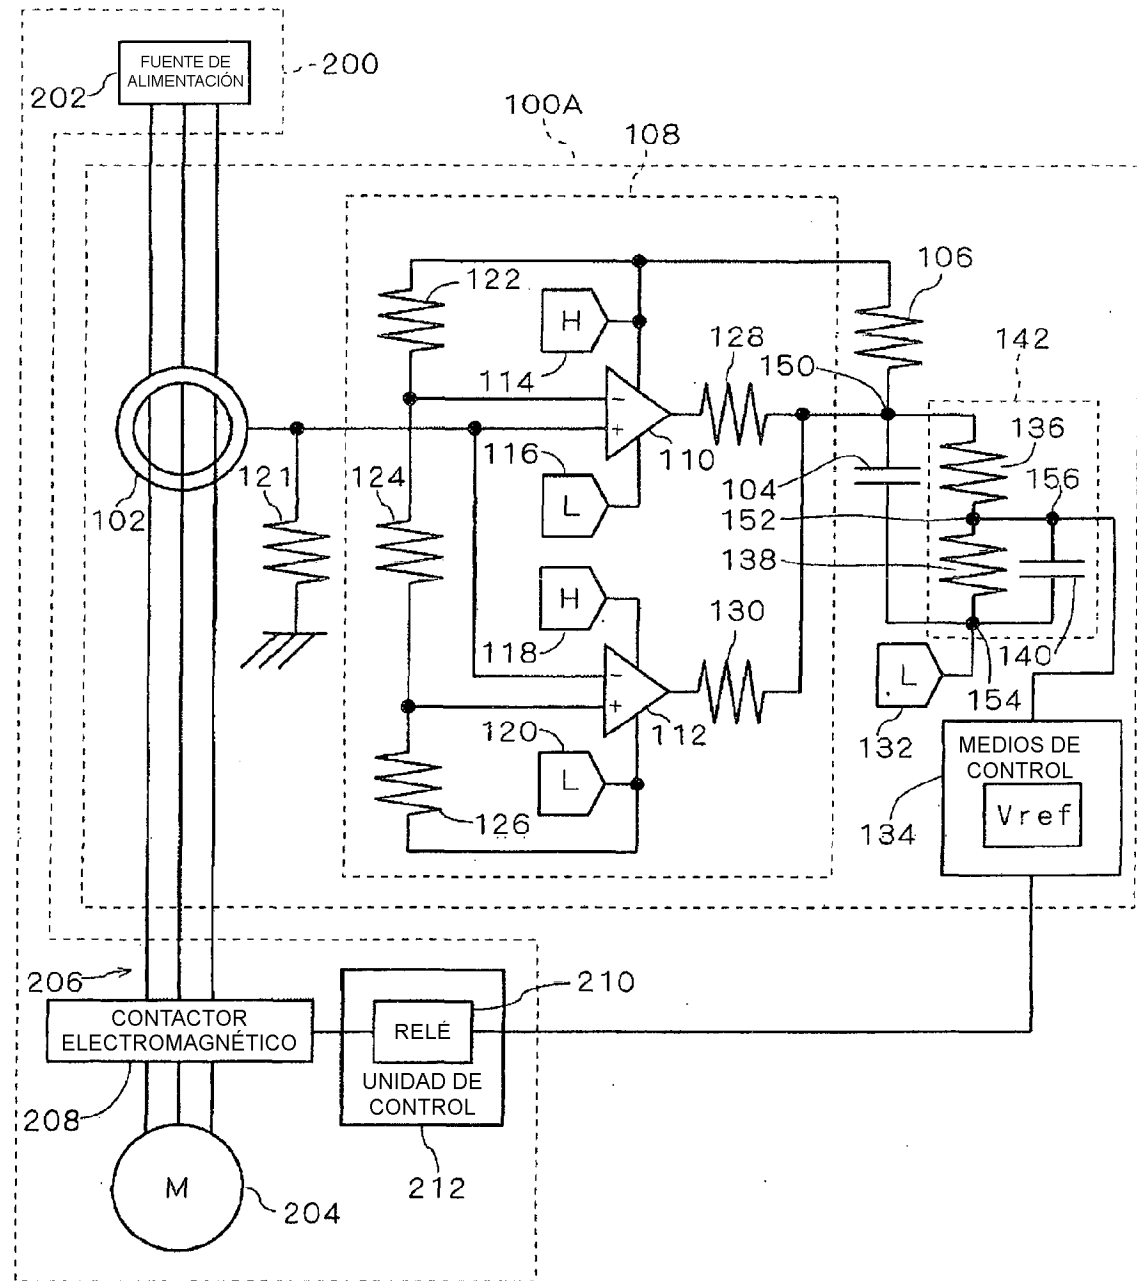 FUENTE DE
ALIMENTACIÓN
200
202
100A
108
106
122
H
128
142
114
150
136
116
110
121
124
104
156
102
L
152
138
H
130
118
140
L
154
120
112
132
MEDIOS DE
CONTROL
L
134
Vref
126
206
210
CONTACTOR
ELECTROMAGNÉTICO
RELÉ
UNIDAD DE
CONTROL
208
212
M
204